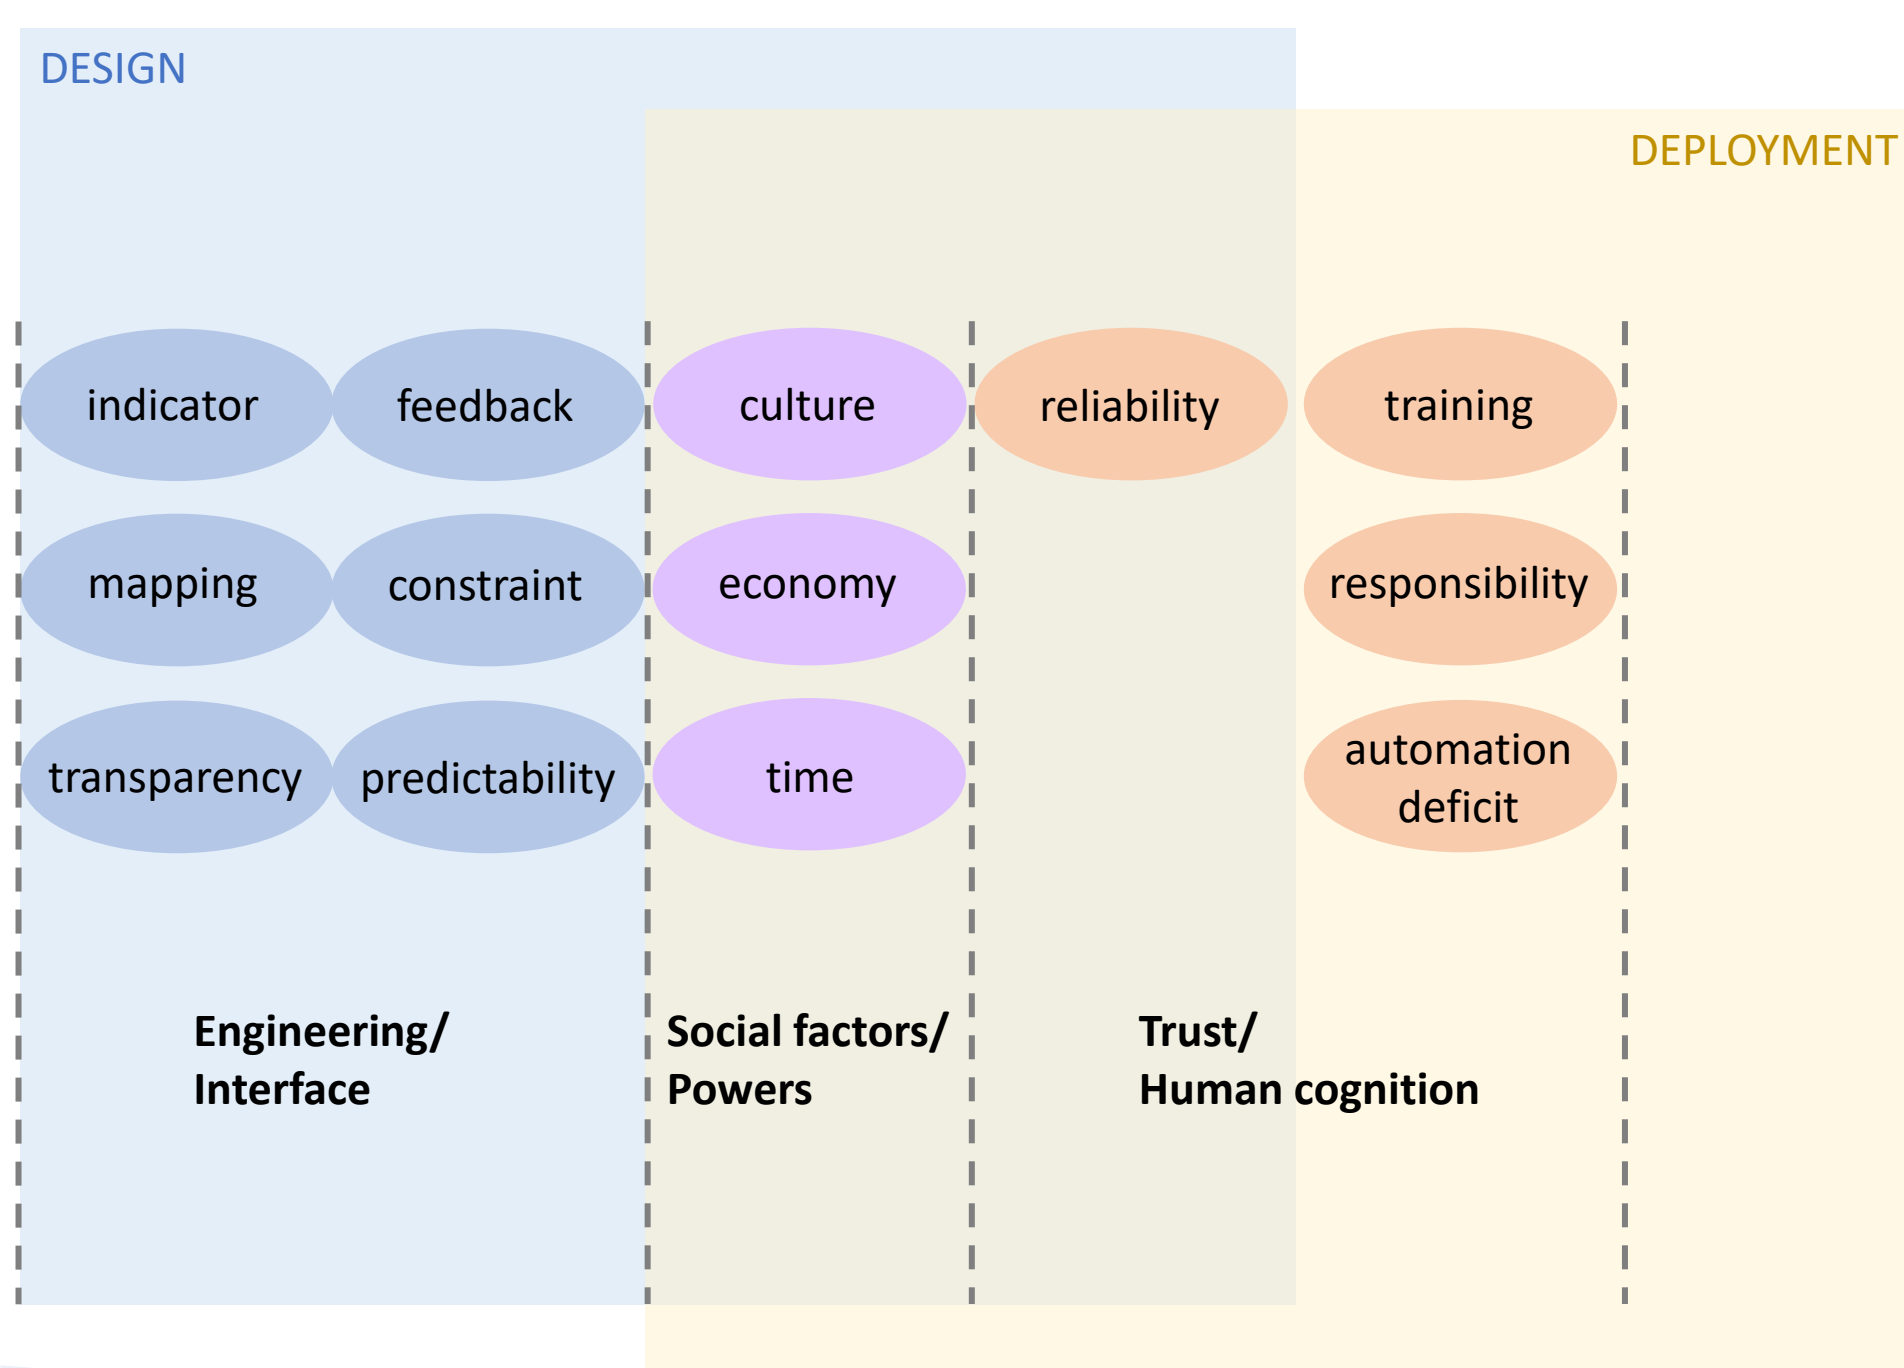 DESIGN
DEPLOYMENT
indicator
feedback
culture
reliability
training
mapping
constraint
economy
responsibility
transparency
predictability
time
automation
deficit
Engineering/
Interface
Social factors/
Powers
Trust/
Human cognition